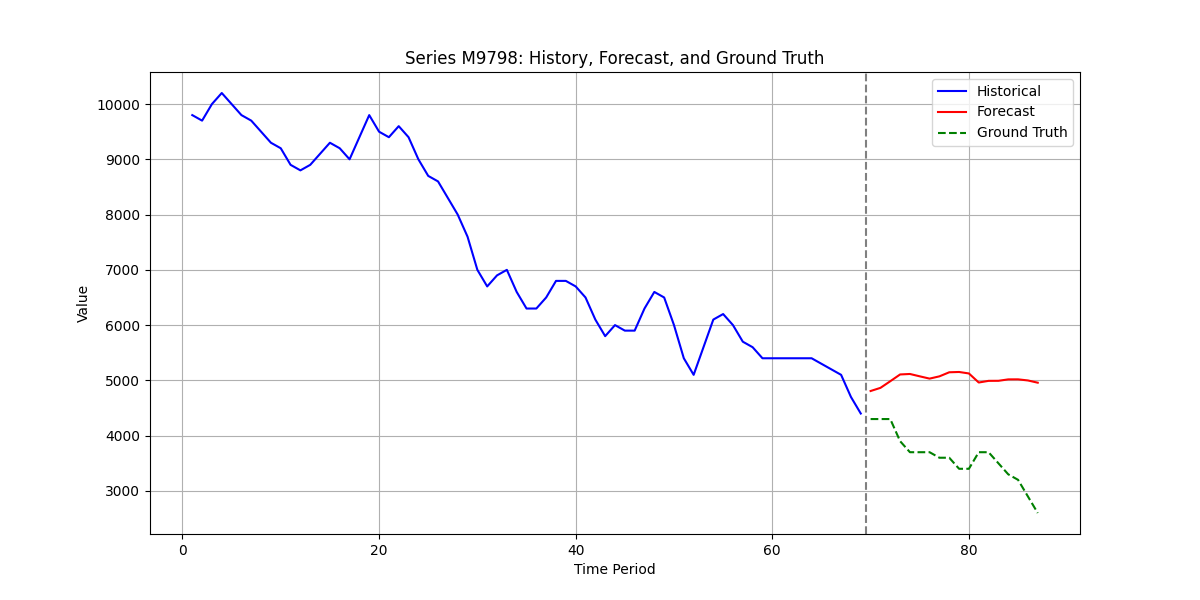 Series M9798: History, Forecast, and Ground Truth
Historical
Forecast
Ground Truth
10000
9000
8000
7000
6000
5000
4000
3000
Value
0
20
40
60
80
Time Period